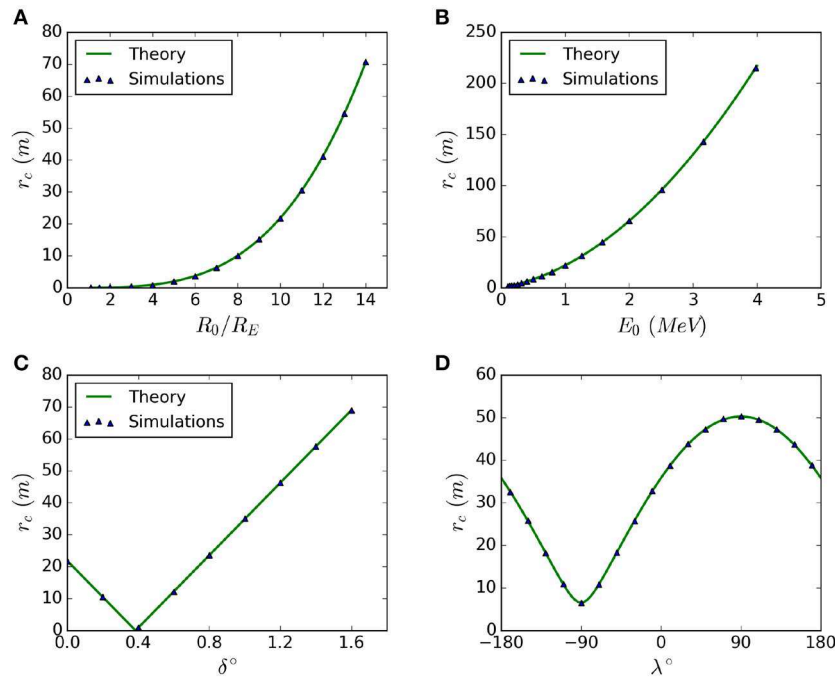 A
80
70
60
50
40
30
20
10
0
r_c (m)
Theory
Simulations
0 2 4 6 8 10 12 14
R_0/R_E
B
250
200
150
100
50
0
r_c (m)
Theory
Simulations
0 1 2 3 4 5
E_0 (MeV)
C
80
70
60
50
40
30
20
10
0
r_c (m)
Theory
Simulations
0.0 0.4 0.8 1.2 1.6
δ°
D
60
50
40
30
20
10
0
r_c (m)
−180 −90 0 90 180
λ°